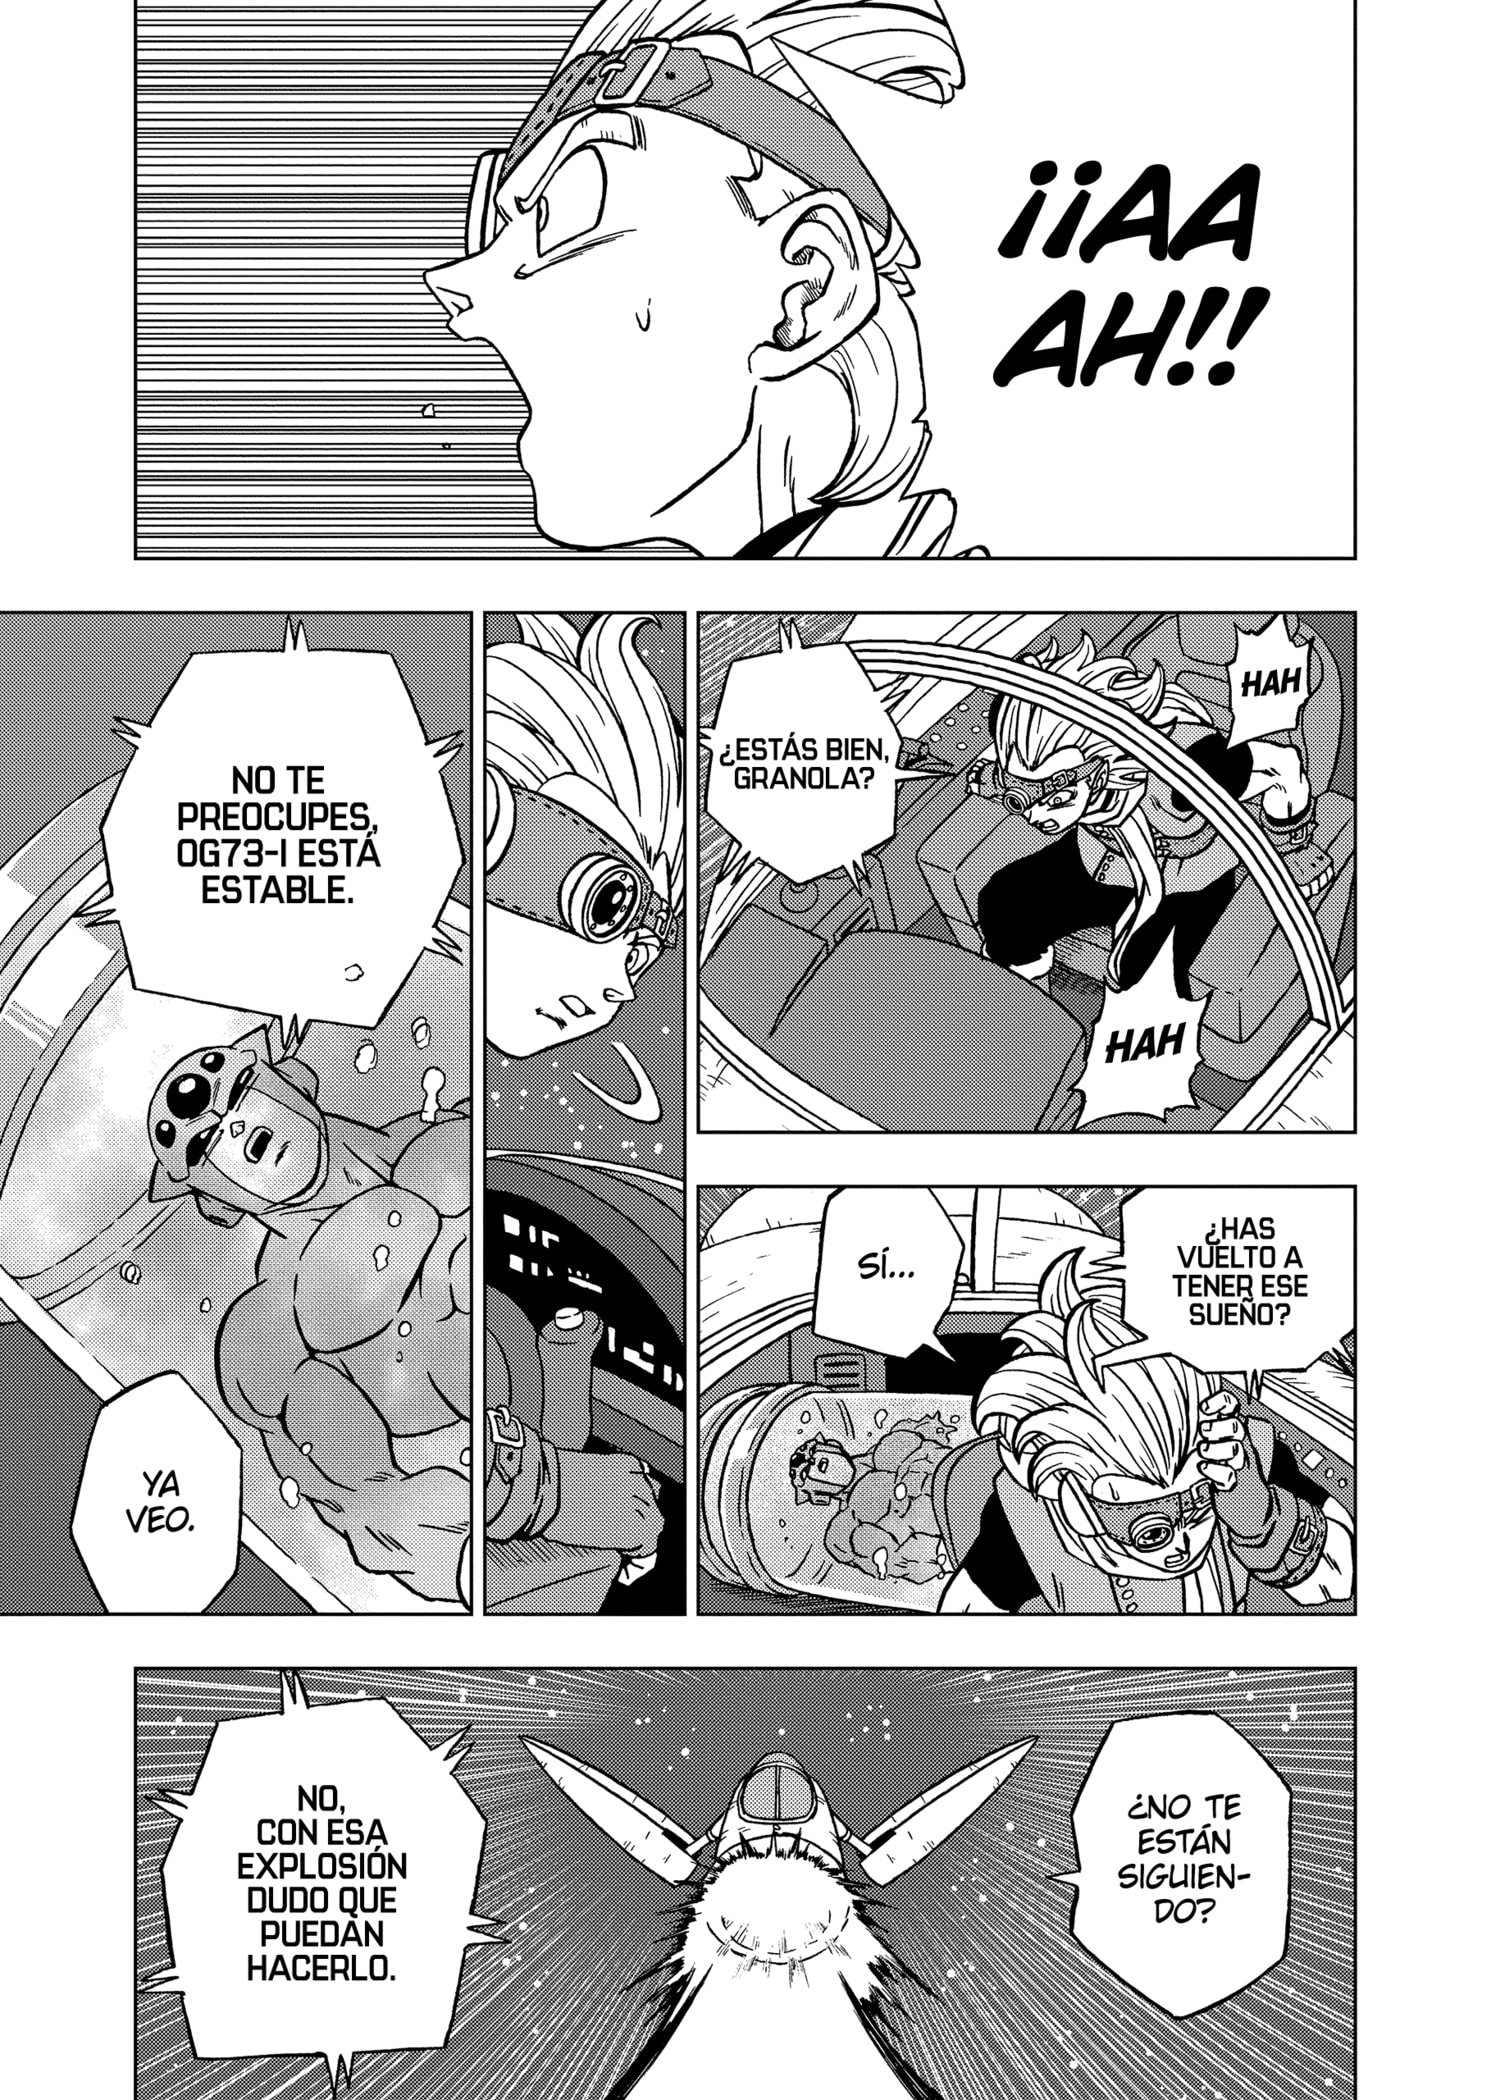 ¡¡AA
AH!!
HAH
¿ESTÁS BIEN,
GRANOLA?
HAH
¿HAS
VUELTO A
TENER ESE
SUEÑO?
SÍ...
NO TE
PREOCUPES,
OG73-I ESTÁ
ESTABLE.
YA
VEO.
¿NO TE
ESTÁN
SIGUIEN-
DO?
NO,
CON ESA
EXPLOSIÓN
DUDO QUE
PUEDAN
HACERLO.